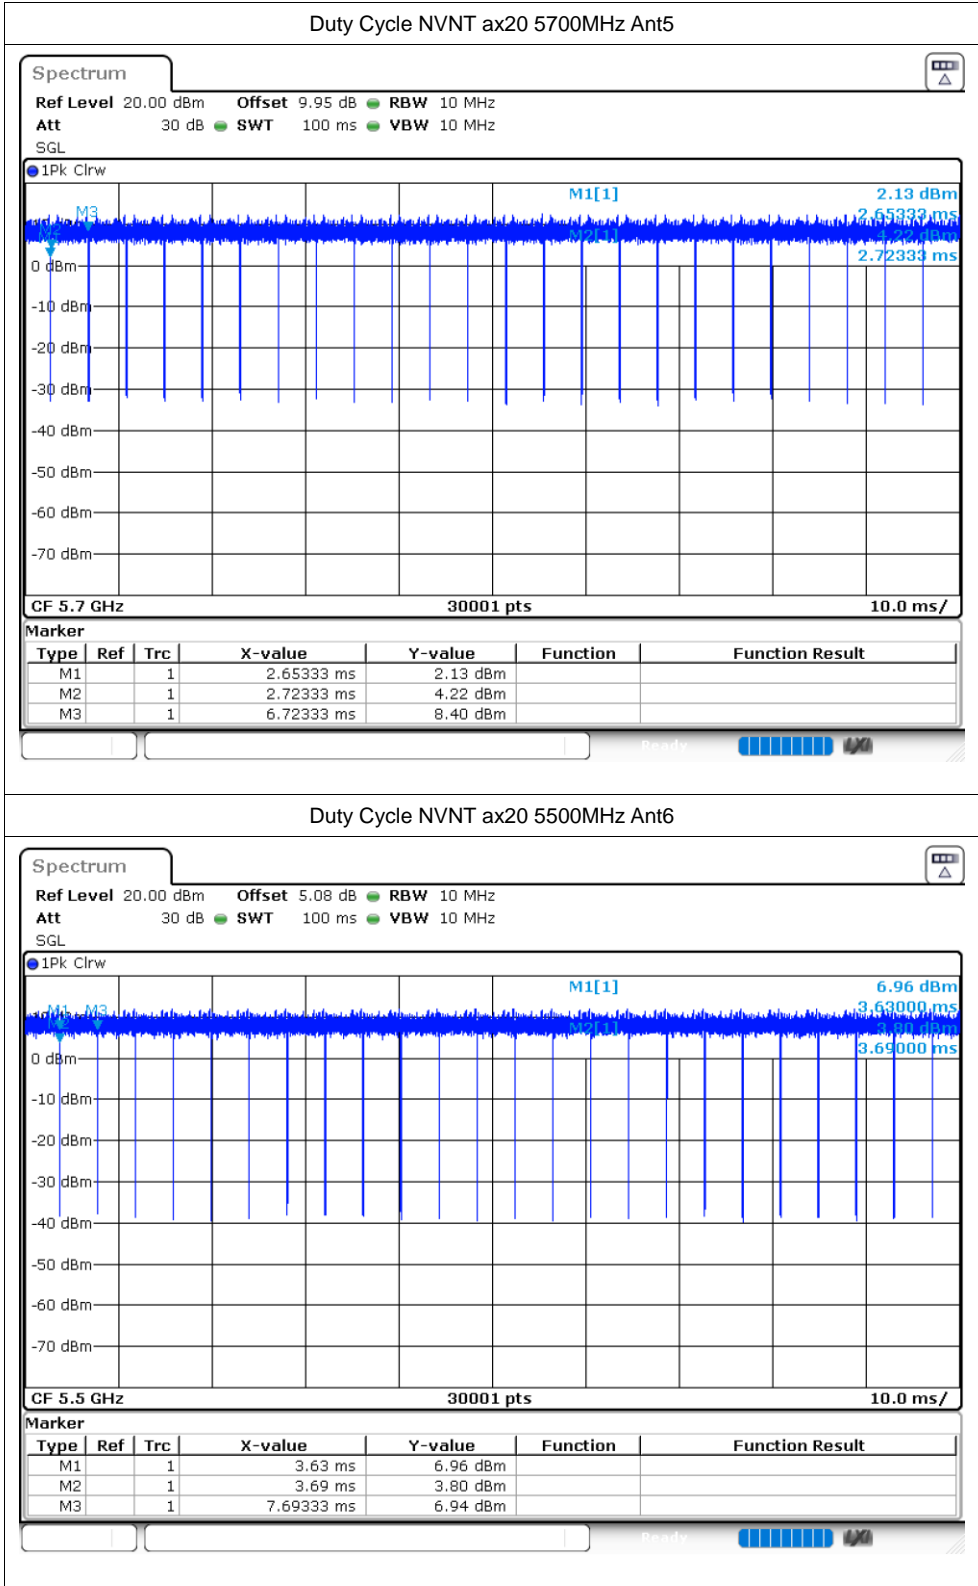 Duty Cycle NVNT ax20 5700MHz Ant5
Spectrum
Ref Level 20.00 dBm Offset 9.95 dB RBW 10 MHz
Att 30 dB SWT 100 ms VBW 10 MHz
SGL
1Pk Clrw
M1[1] 2.13 dBm
M3 2.65333 ms
M2[1] 4.22 dBm
2.72333 ms
0 dBm
-10 dBm
-20 dBm
-30 dBm
-40 dBm
-50 dBm
-60 dBm
-70 dBm
CF 5.7 GHz 30001 pts 10.0 ms/
Marker
Type Ref Trc X-value Y-value Function Function Result
M1 1 2.65333 ms 2.13 dBm
M2 1 2.72333 ms 4.22 dBm
M3 1 6.72333 ms 8.40 dBm
Ready
Duty Cycle NVNT ax20 5500MHz Ant6
Spectrum
Ref Level 20.00 dBm Offset 5.08 dB RBW 10 MHz
Att 30 dB SWT 100 ms VBW 10 MHz
SGL
1Pk Clrw
M1[1] 6.96 dBm
M1 M3 3.63000 ms
M2[1] 3.80 dBm
3.69000 ms
0 dBm
-10 dBm
-20 dBm
-30 dBm
-40 dBm
-50 dBm
-60 dBm
-70 dBm
CF 5.5 GHz 30001 pts 10.0 ms/
Marker
Type Ref Trc X-value Y-value Function Function Result
M1 1 3.63 ms 6.96 dBm
M2 1 3.69 ms 3.80 dBm
M3 1 7.69333 ms 6.94 dBm
Ready